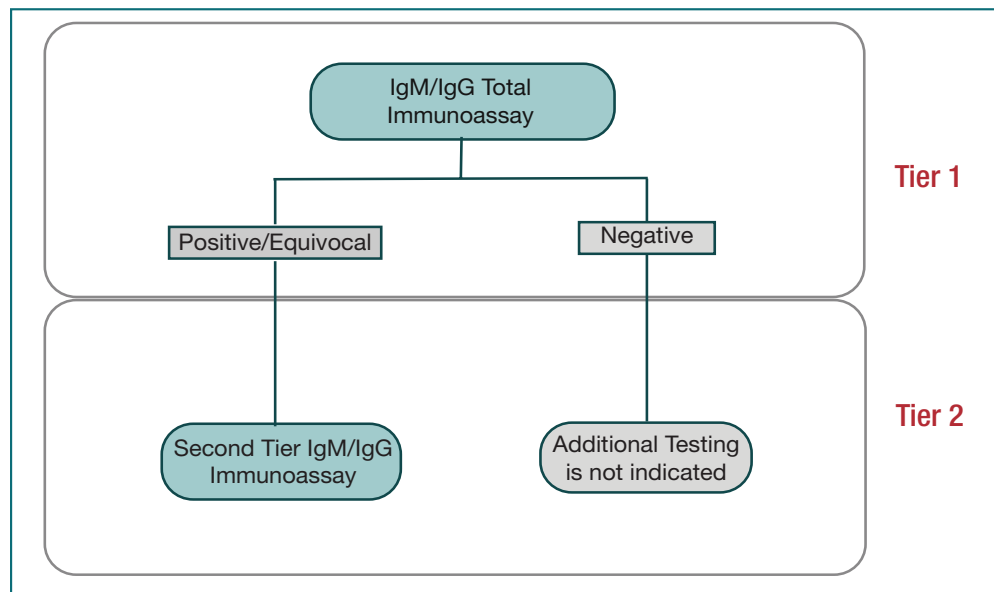 IgM/IgG Total
Immunoassay
Tier 1
Positive/Equivocal
Negative
Tier 2
Second Tier IgM/IgG
Immunoassay
Additional Testing
is not indicated